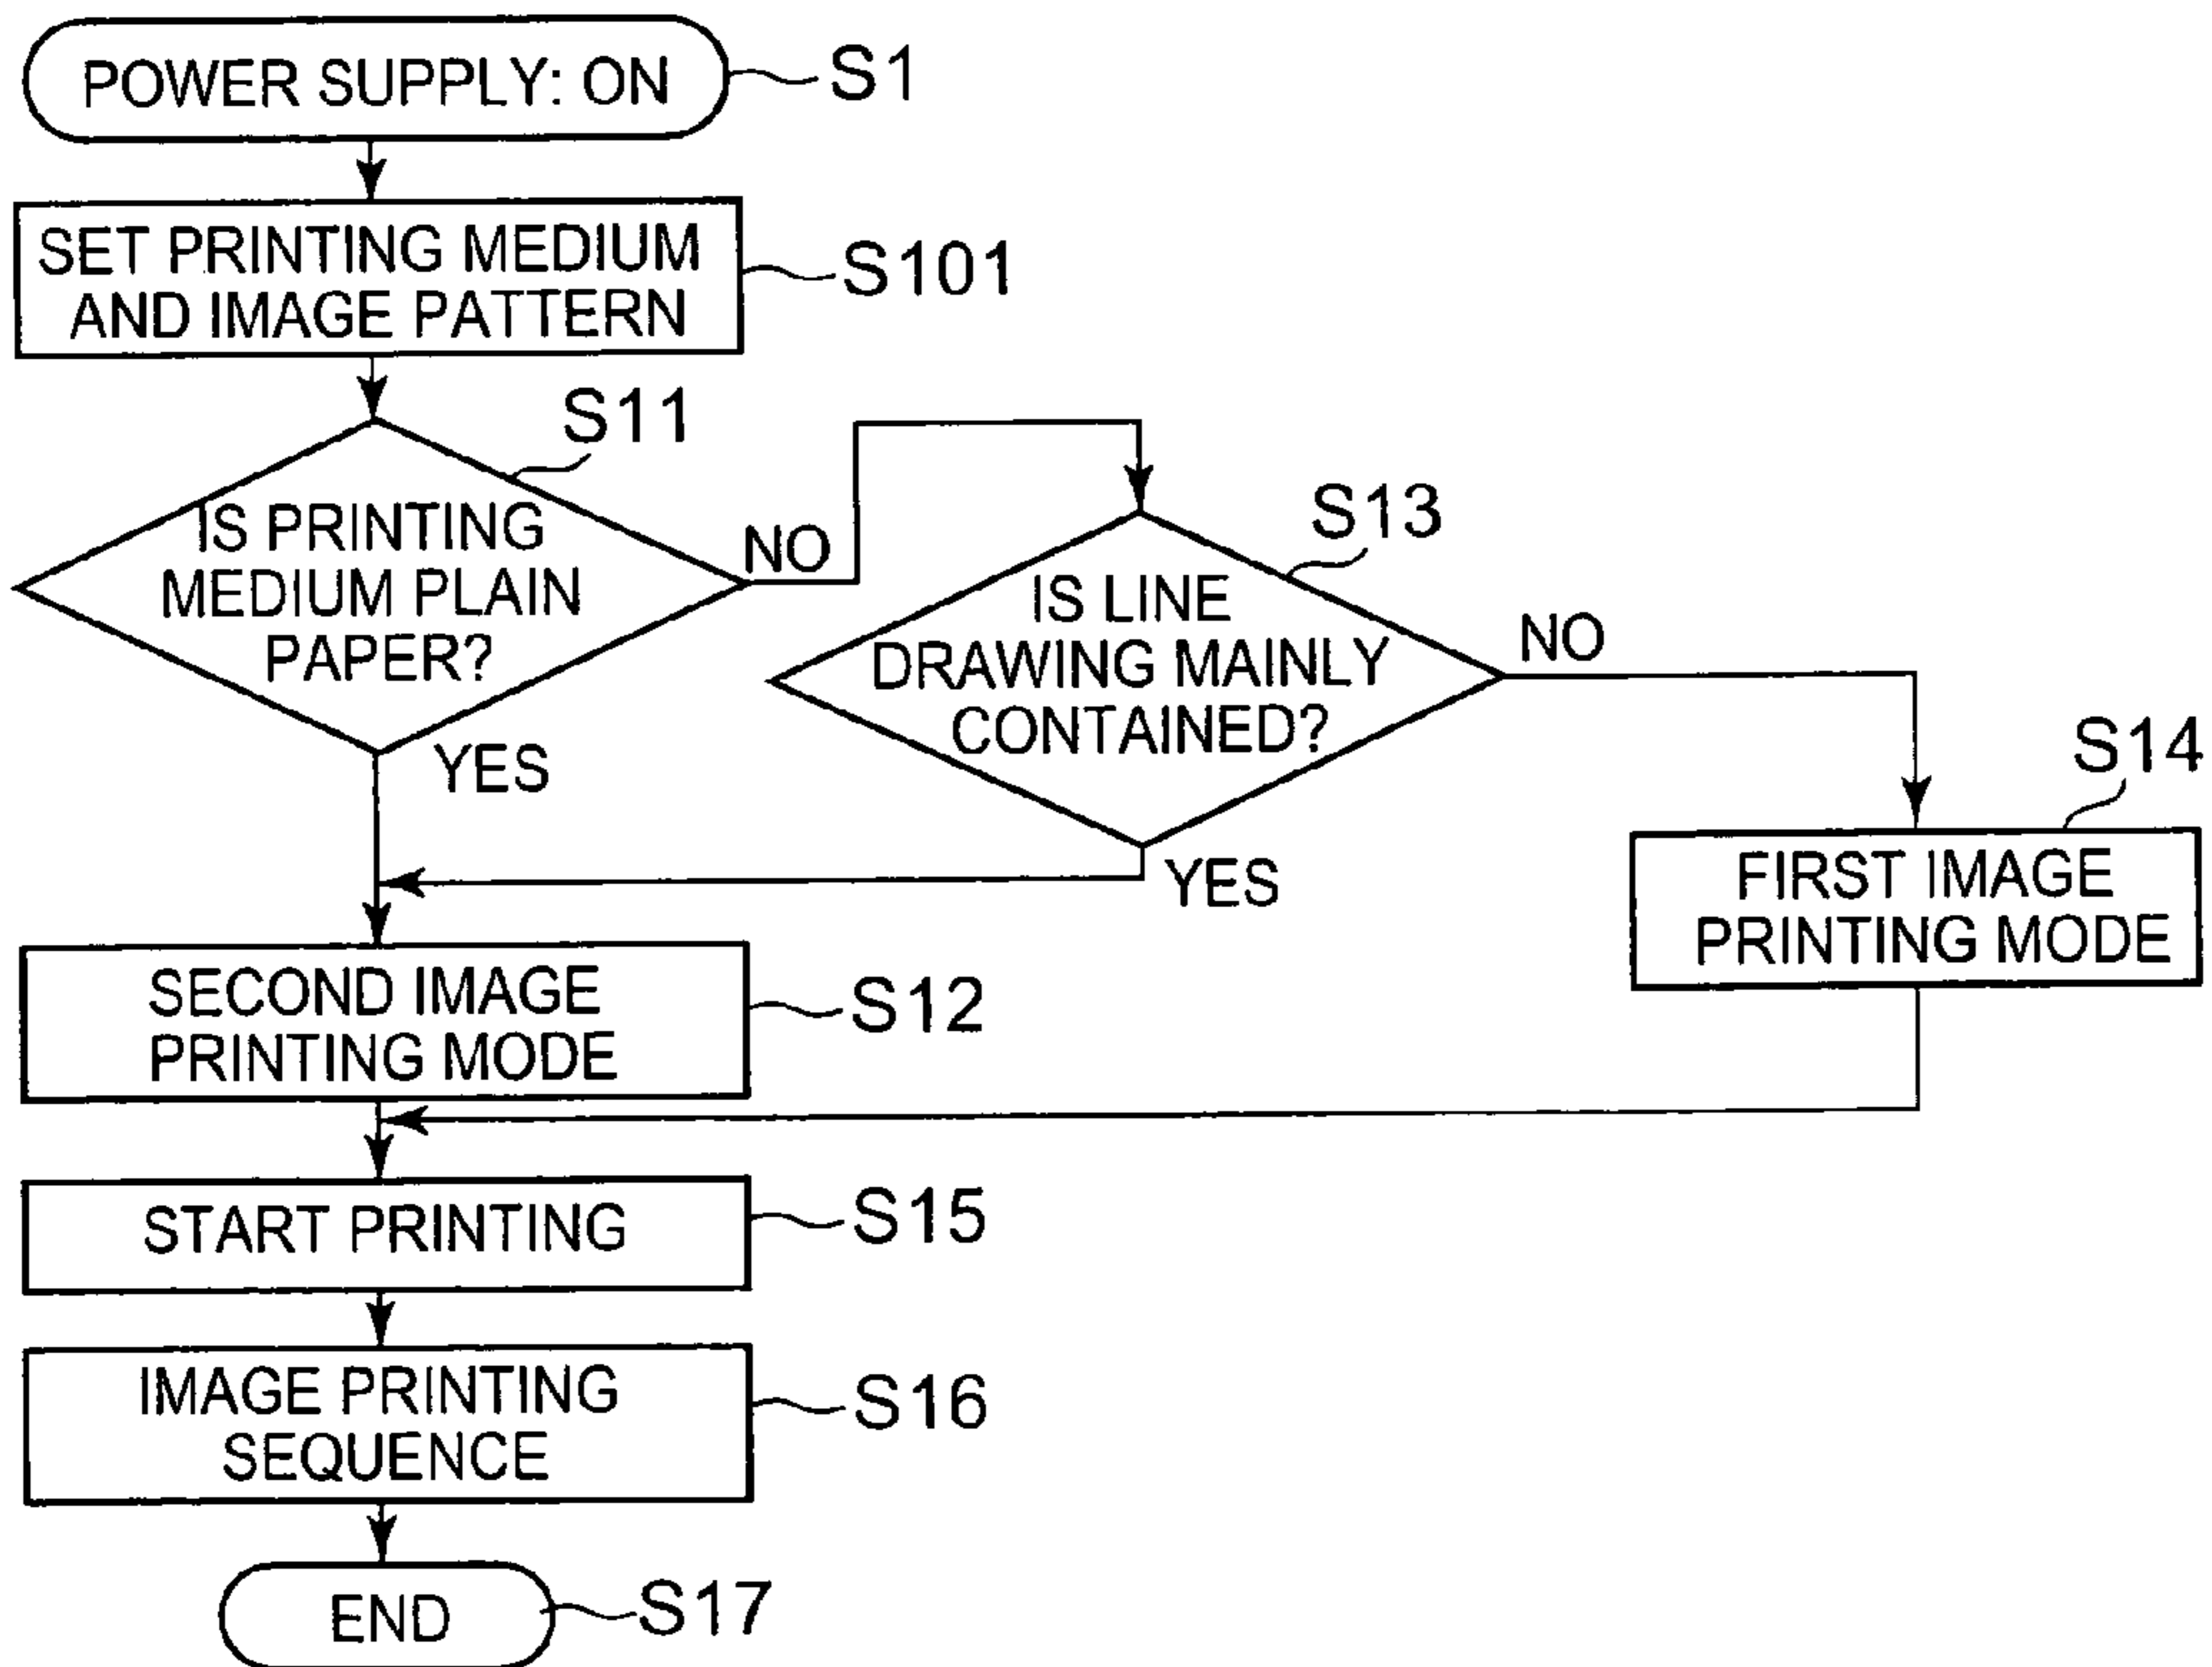 POWER SUPPLY: ON
S1
SET PRINTING MEDIUM
AND IMAGE PATTERN
S101
S11
IS PRINTING
MEDIUM PLAIN
PAPER?
NO
YES
S13
IS LINE
DRAWING MAINLY
CONTAINED?
NO
YES
S14
FIRST IMAGE
PRINTING MODE
SECOND IMAGE
PRINTING MODE
S12
START PRINTING
S15
IMAGE PRINTING
SEQUENCE
S16
END
S17